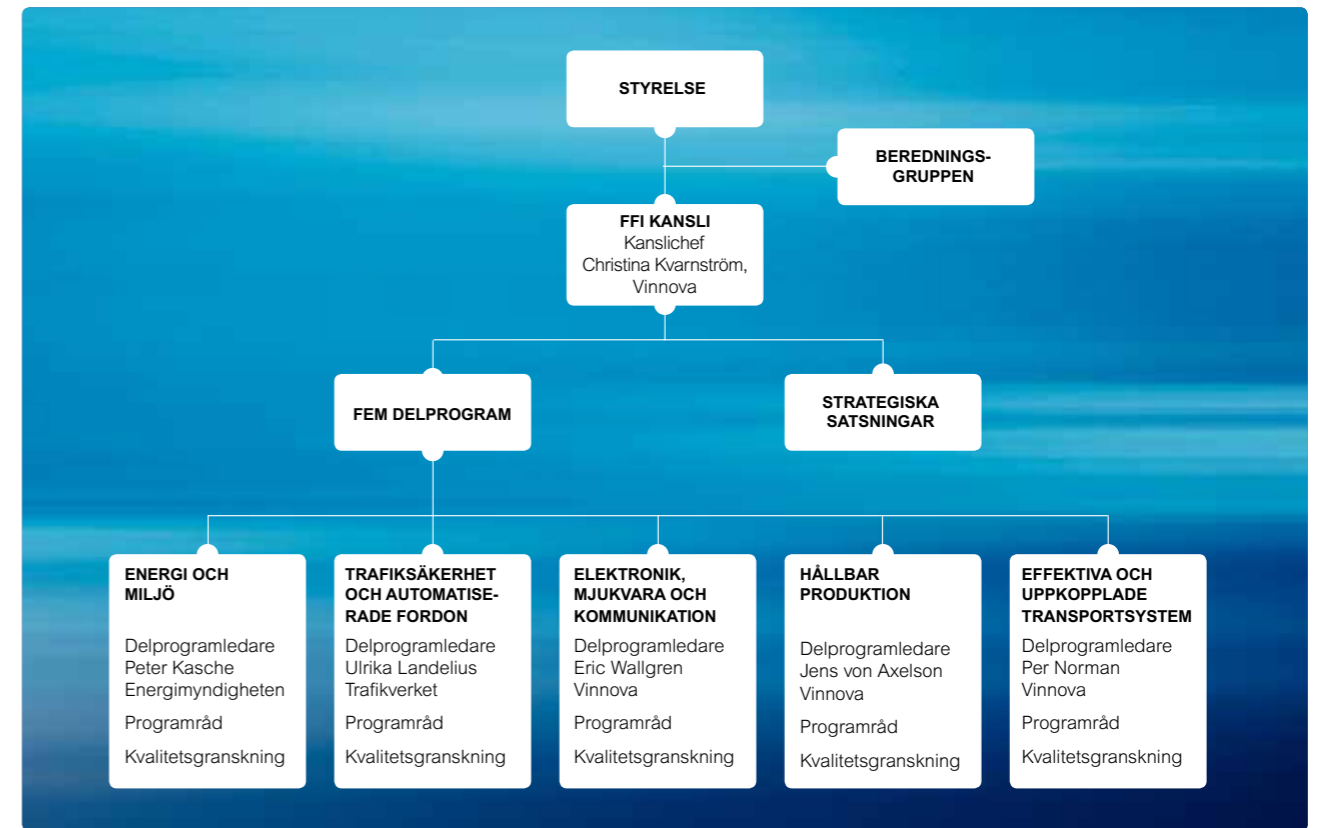 STYRELSE
BEREDNINGS-
GRUPPEN
FFI KANSLI
Kanslichef
Christina Kvarnström,
Vinnova
FEM DELPROGRAM
STRATEGISKA
SATSNINGAR
ENERGI OCH
MILJÖ
Delprogramledare
Peter Kasche
Energimyndigheten
Programråd
Kvalitetsgranskning
TRAFIKSÄKERHET
OCH AUTOMATISE-
RADE FORDON
Delprogramledare
Ulrika Landelius
Trafikverket
Programråd
Kvalitetsgranskning
ELEKTRONIK,
MJUKVARA OCH
KOMMUNIKATION
Delprogramledare
Eric Wallgren
Vinnova
Programråd
Kvalitetsgranskning
HÅLLBAR
PRODUKTION
Delprogramledare
Jens von Axelson
Vinnova
Programråd
Kvalitetsgranskning
EFFEKTIVA OCH
UPPKOPPLADE
TRANSPORTSYSTEM
Delprogramledare
Per Norman
Vinnova
Programråd
Kvalitetsgranskning